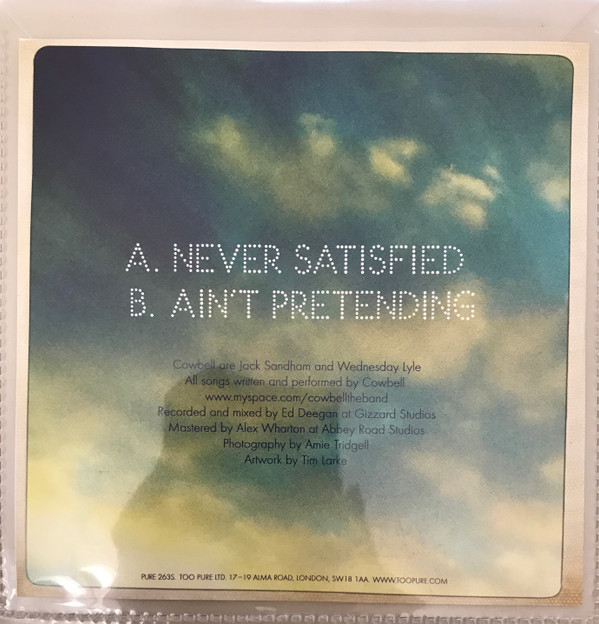 A. NEVER SATISFIED
B. AIN'T PRETENDING
Cowbell are Jack Sandham and Wednesday Lyle
All songs written and performed by Cowbell
www.myspace.com/cowbelltheband
Recorded and mixed by Ed Deegan at Gizzard Studios
Mastered by Alex Wharton at Abbey Road Studios
Photography by Amie Tridgell
Artwork by Tim Larke
PURE 263S. TOO PURE LTD. 17–19 ALMA ROAD, LONDON, SW18 1AA. WWW.TOOPURE.COM